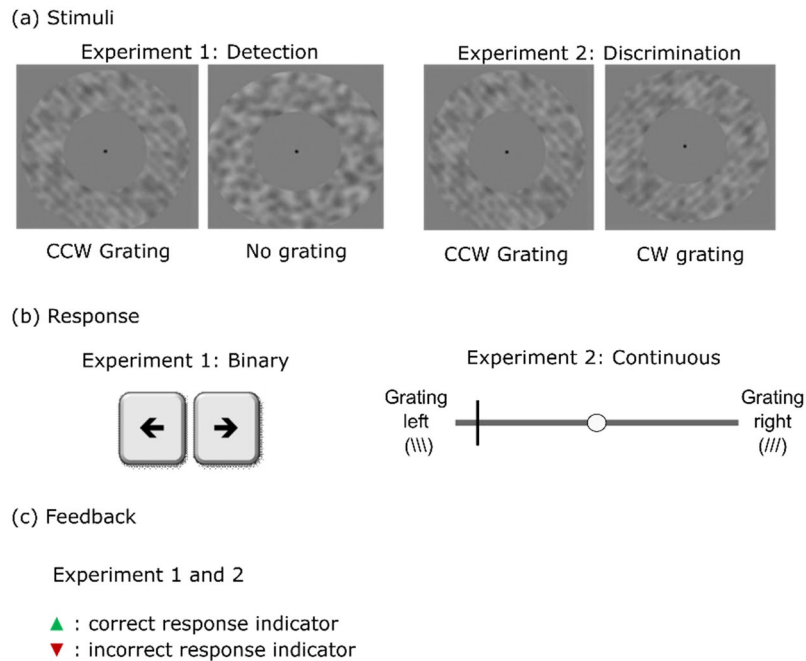 (a) Stimuli
Experiment 1: Detection
Experiment 2: Discrimination
CCW Grating
No grating
CCW Grating
CW grating
(b) Response
Experiment 1: Binary
Experiment 2: Continuous
Grating
left
(\\\)
Grating
right
(///)
(c) Feedback
Experiment 1 and 2
▲ : correct response indicator
▼ : incorrect response indicator